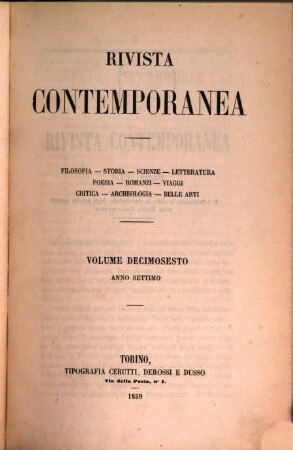 RIVISTA
CONTEMPORANEA
FILOSOFIA — STORIA — SCIENZE — LETTERATURA
POESIA — ROMANZI — VIAGGI
CRITICA — ARCHEOLOGIA — BELLE ARTI
VOLUME DECIMOSESTO
ANNO SETTIMO
TORINO,
TIPOGRAFIA CERUTTI, DEROSSI E DUSSO
Via della Posta, n° 1.
1859